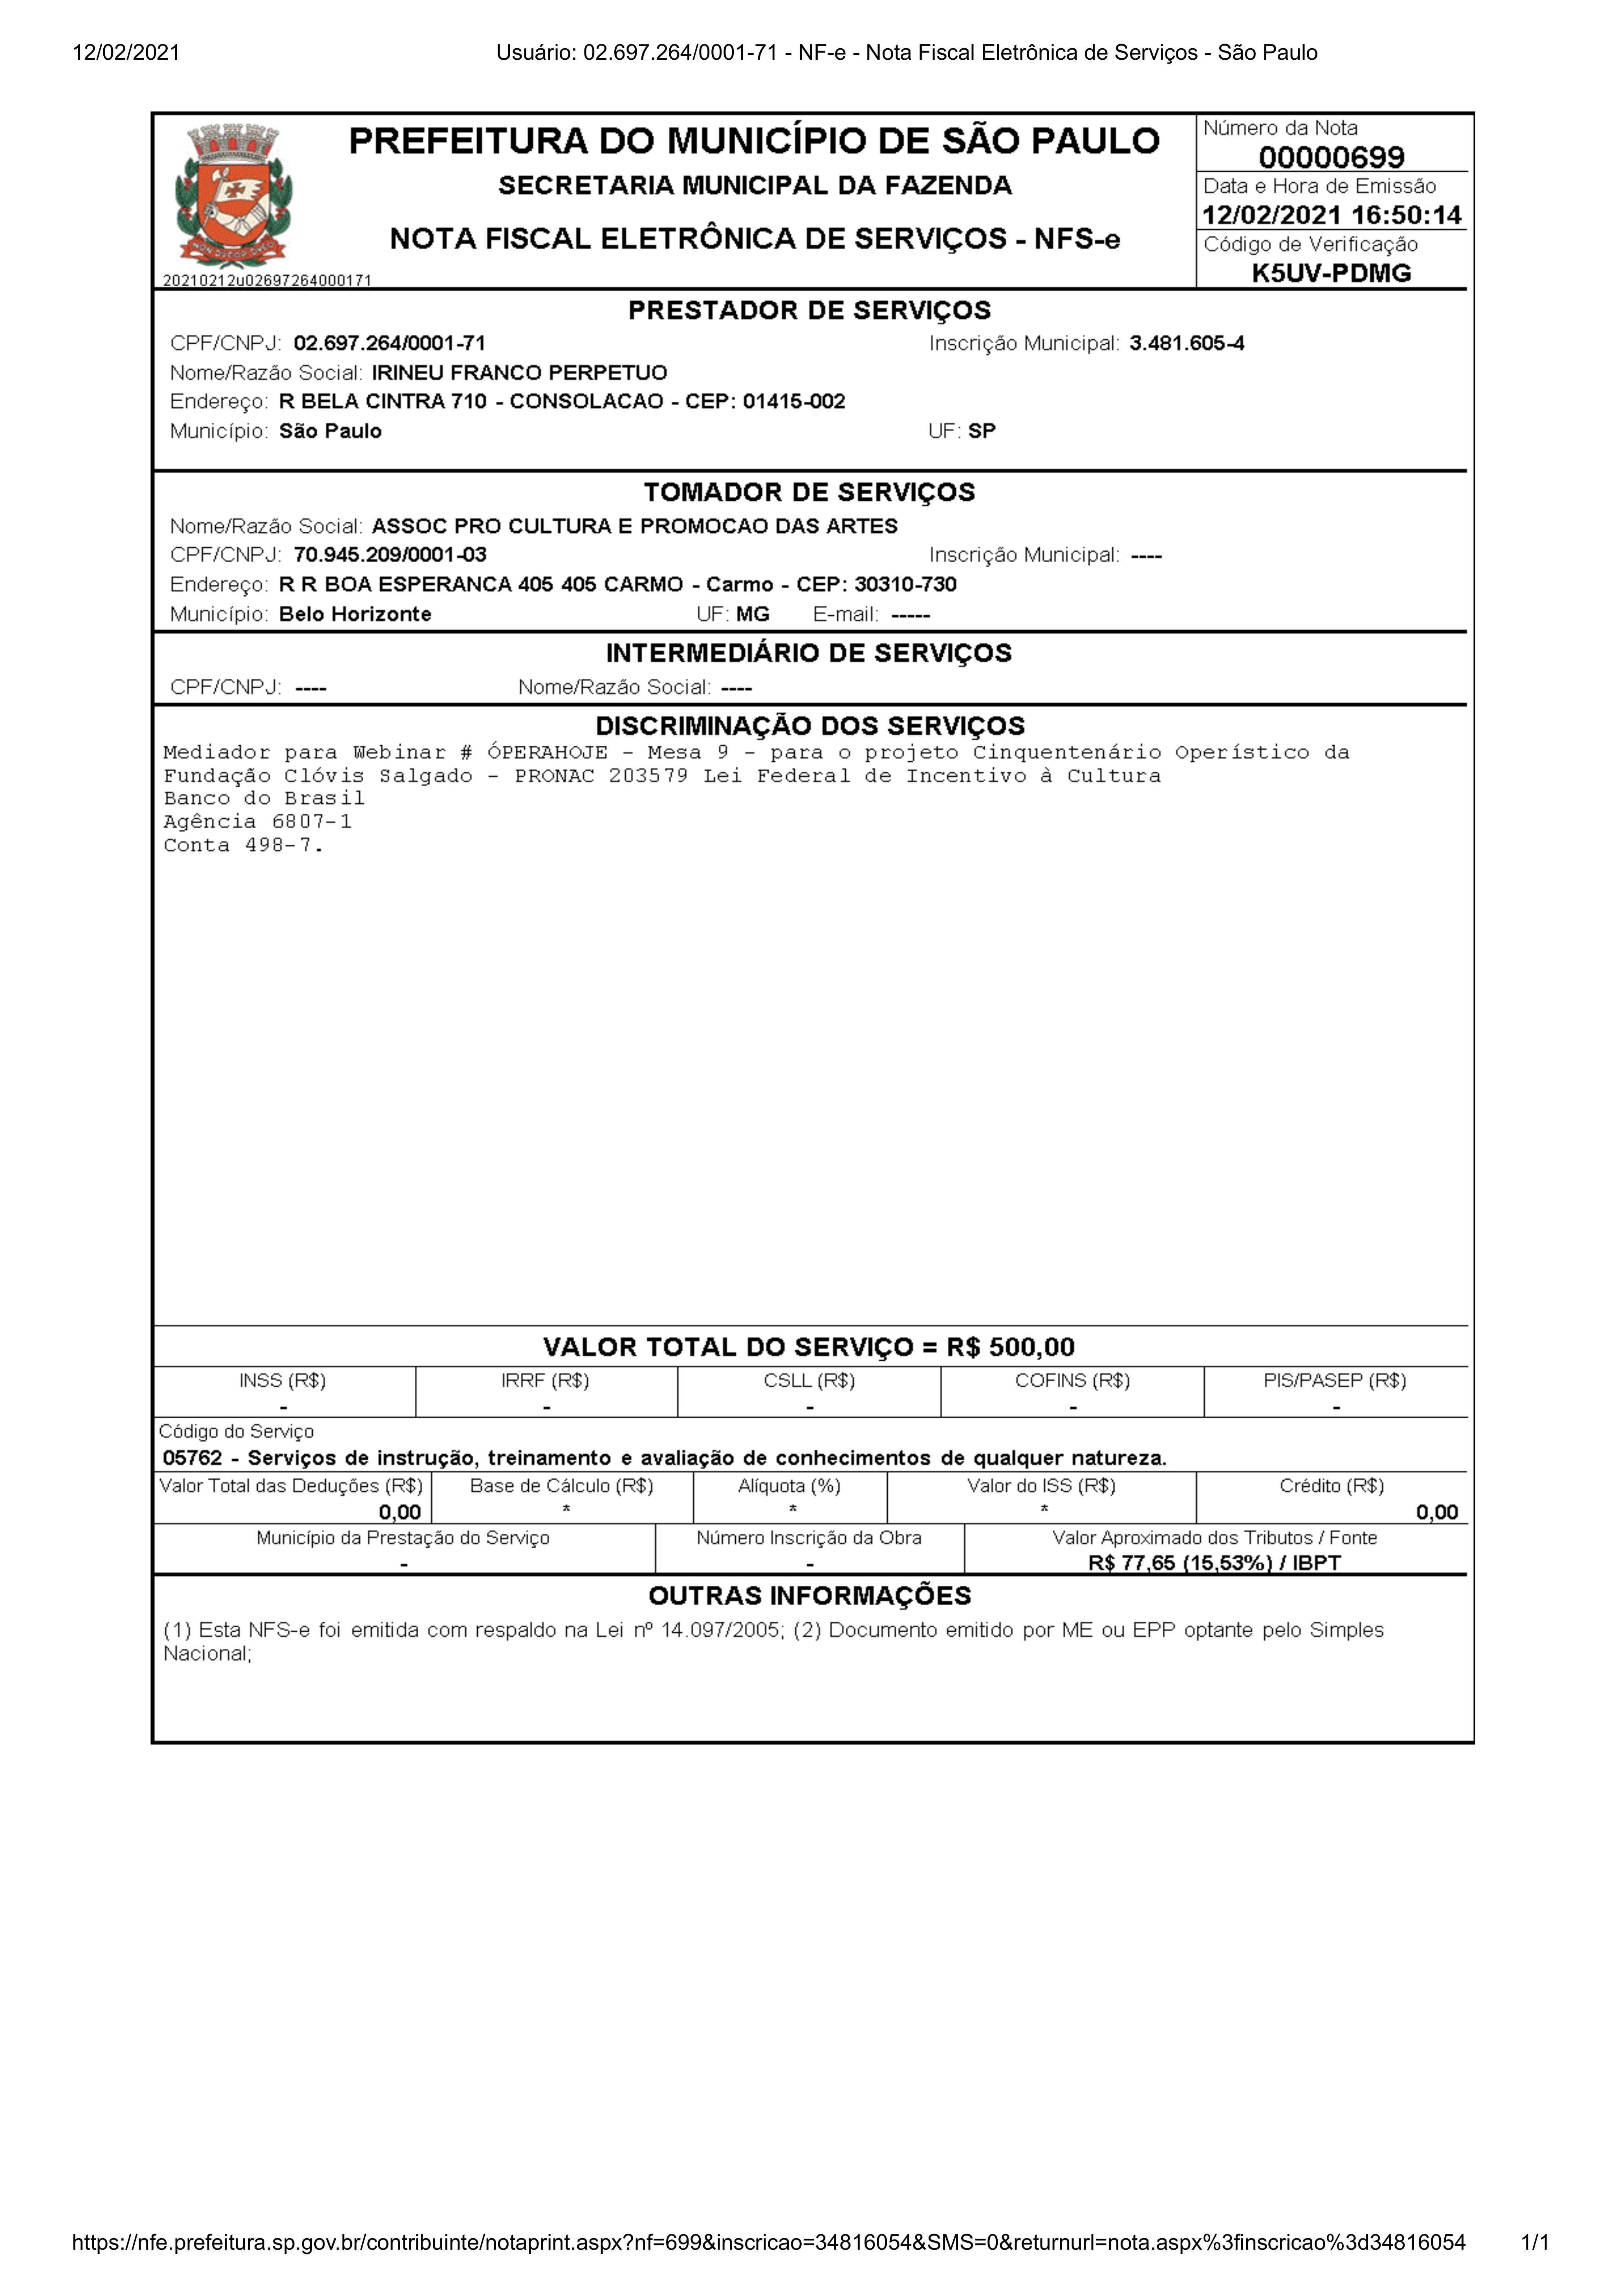 12/02/2021 Usuário: 02.697.264/0001-71 - NF-e - Nota Fiscal Eletrônica de Serviços - São Paulo
PREFEITURA DO MUNICÍPIO DE SÃO PAULO
SECRETARIA MUNICIPAL DA FAZENDA
NOTA FISCAL ELETRÔNICA DE SERVIÇOS - NFS-e
20210212u02697264000171
Número da Nota
00000699
Data e Hora de Emissão
12/02/2021 16:50:14
Código de Verificação
K5UV-PDMG
PRESTADOR DE SERVIÇOS
CPF/CNPJ: 02.697.264/0001-71 Inscrição Municipal: 3.481.605-4
Nome/Razão Social: IRINEU FRANCO PERPETUO
Endereço: R BELA CINTRA 710 - CONSOLACAO - CEP: 01415-002
Município: São Paulo UF: SP
TOMADOR DE SERVIÇOS
Nome/Razão Social: ASSOC PRO CULTURA E PROMOCAO DAS ARTES
CPF/CNPJ: 70.945.209/0001-03 Inscrição Municipal: ----
Endereço: R R BOA ESPERANCA 405 405 CARMO - Carmo - CEP: 30310-730
Município: Belo Horizonte UF: MG E-mail: -----
INTERMEDIÁRIO DE SERVIÇOS
CPF/CNPJ: ---- Nome/Razão Social: ----
DISCRIMINAÇÃO DOS SERVIÇOS
Mediador para Webinar # ÓPERAHOJE - Mesa 9 - para o projeto Cinquentenário Operístico da
Fundação Clóvis Salgado - PRONAC 203579 Lei Federal de Incentivo à Cultura
Banco do Brasil
Agência 6807-1
Conta 498-7.
VALOR TOTAL DO SERVIÇO = R$ 500,00
INSS (R$) IRRF (R$) CSLL (R$) COFINS (R$) PIS/PASEP (R$)
- - - - -
Código do Serviço
05762 - Serviços de instrução, treinamento e avaliação de conhecimentos de qualquer natureza.
Valor Total das Deduções (R$) Base de Cálculo (R$) Alíquota (%) Valor do ISS (R$) Crédito (R$)
0,00 * * * 0,00
Município da Prestação do Serviço Número Inscrição da Obra Valor Aproximado dos Tributos / Fonte
- - R$ 77,65 (15,53%) / IBPT
OUTRAS INFORMAÇÕES
(1) Esta NFS-e foi emitida com respaldo na Lei nº 14.097/2005; (2) Documento emitido por ME ou EPP optante pelo Simples
Nacional;
https://nfe.prefeitura.sp.gov.br/contribuinte/notaprint.aspx?nf=699&inscricao=34816054&SMS=0&returnurl=nota.aspx%3finscricao%3d34816054 1/1